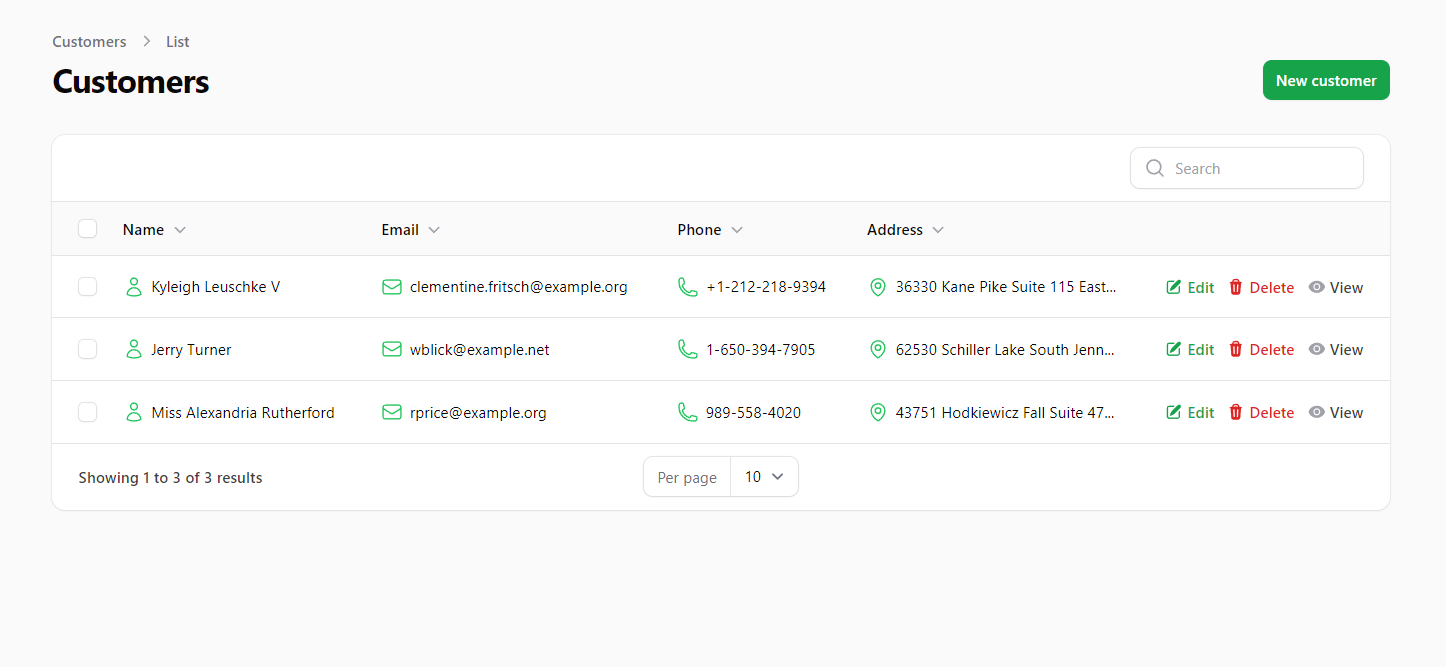 Customers > List
Customers
New customer
Search
Name Email Phone Address
Kyleigh Leuschke V clementine.fritsch@example.org +1-212-218-9394 36330 Kane Pike Suite 115 East... Edit Delete View
Jerry Turner wblick@example.net 1-650-394-7905 62530 Schiller Lake South Jenn... Edit Delete View
Miss Alexandria Rutherford rprice@example.org 989-558-4020 43751 Hodkiewicz Fall Suite 47... Edit Delete View
Showing 1 to 3 of 3 results Per page 10